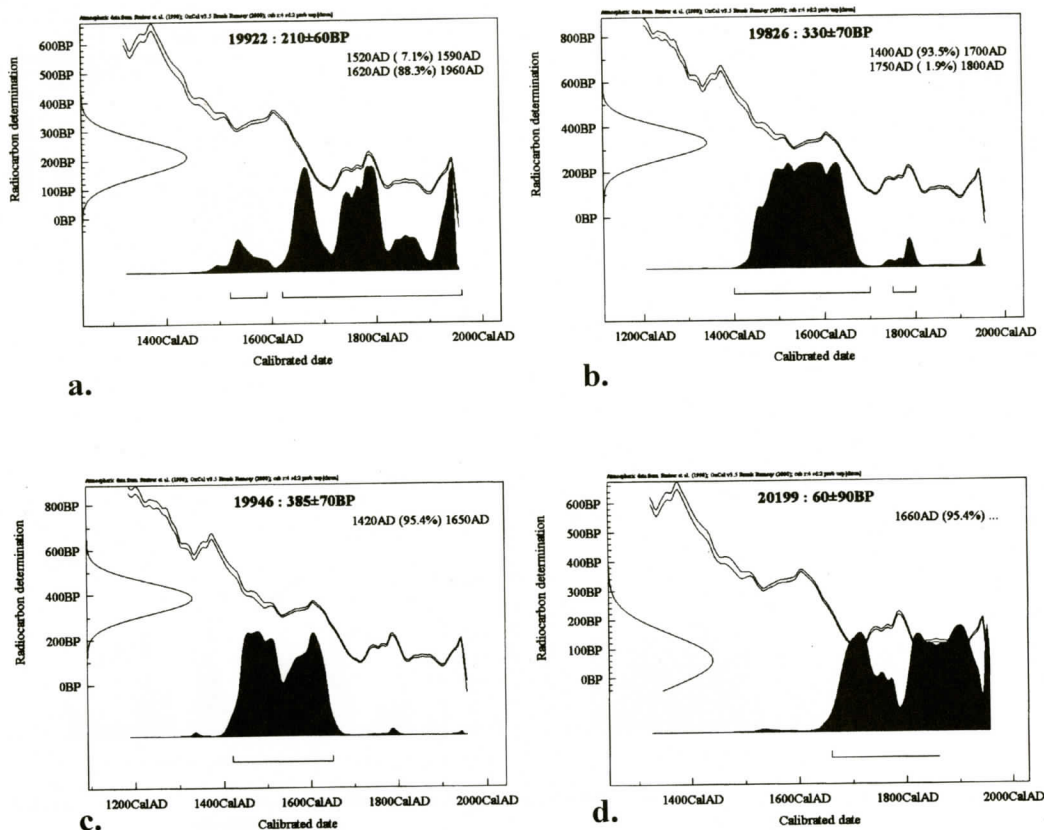 600BP
500BP
400BP
300BP
200BP
100BP
0BP
Radiocarbon determination
19922 : 210±60BP
1520AD ( 7.1%) 1590AD
1620AD (88.3%) 1960AD
1400CalAD 1600CalAD 1800CalAD 2000CalAD
Calibrated date
a.
800BP
600BP
400BP
200BP
0BP
Radiocarbon determination
19826 : 330±70BP
1400AD (93.5%) 1700AD
1750AD ( 1.9%) 1800AD
1200CalAD 1400CalAD 1600CalAD 1800CalAD 2000CalAD
Calibrated date
b.
800BP
600BP
400BP
200BP
0BP
Radiocarbon determination
19946 : 385±70BP
1420AD (95.4%) 1650AD
1200CalAD 1400CalAD 1600CalAD 1800CalAD 2000CalAD
Calibrated date
c.
600BP
500BP
400BP
300BP
200BP
100BP
0BP
Radiocarbon determination
20199 : 60±90BP
1660AD (95.4%) ...
1400CalAD 1600CalAD 1800CalAD 2000CalAD
Calibrated date
d.